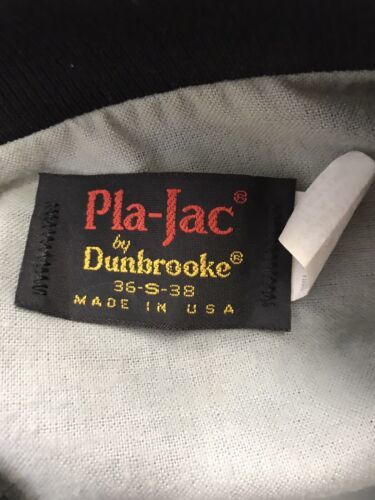 Pla-Jac®
by
Dunbrooke®
36-S-38
MADE IN USA